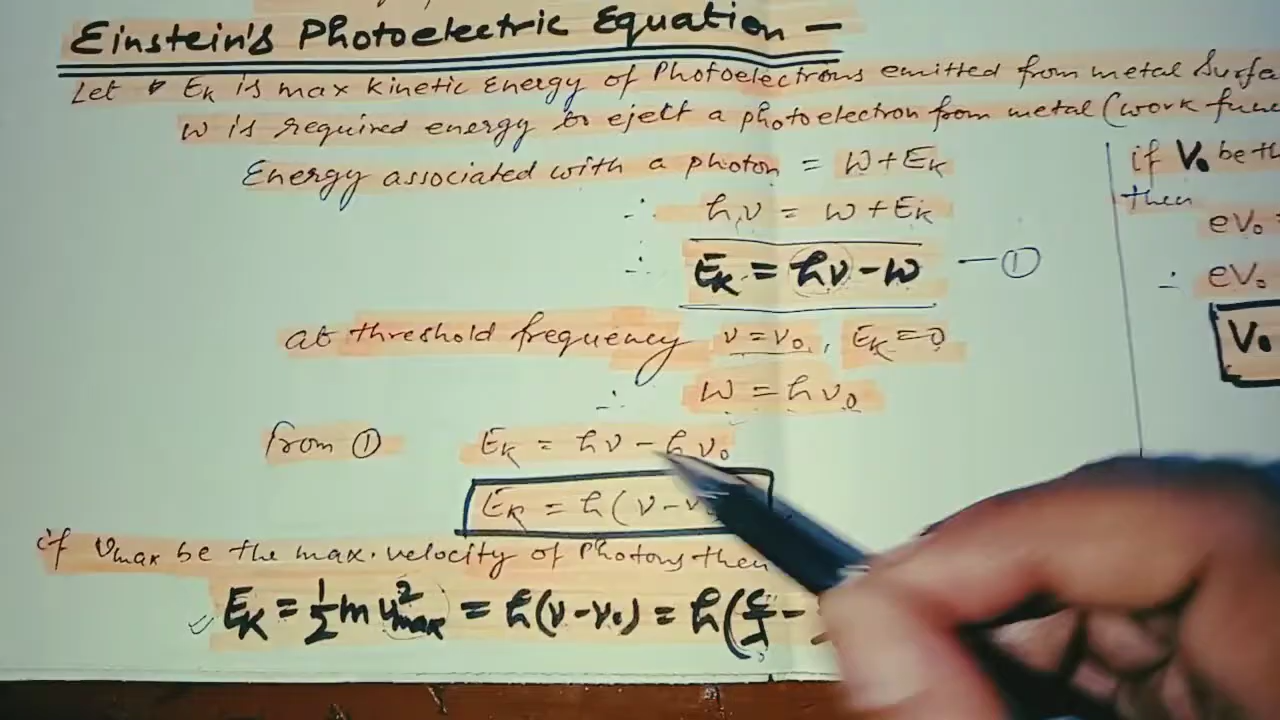 Einstein's Photoelectric Equation —
Let Eₖ is max kinetic Energy of Photoelectrons emitted from metal Surfa
W is required energy to eject a photoelectron from metal (work func
Energy associated with a photon = W + Eₖ
∴ hν = W + Eₖ
∴ Eₖ = hν - W — ①
at threshold frequency ν = ν₀, Eₖ = 0
∴ W = hν₀
from ① Eₖ = hν - hν₀
Eₖ = h(ν - ν
if vmax be the max. velocity of Photons then
Eₖ = ½ m v²max = h(ν - ν₀) = h(c/λ -
if V₀ be th
then
eV₀
∴ eV₀
V₀